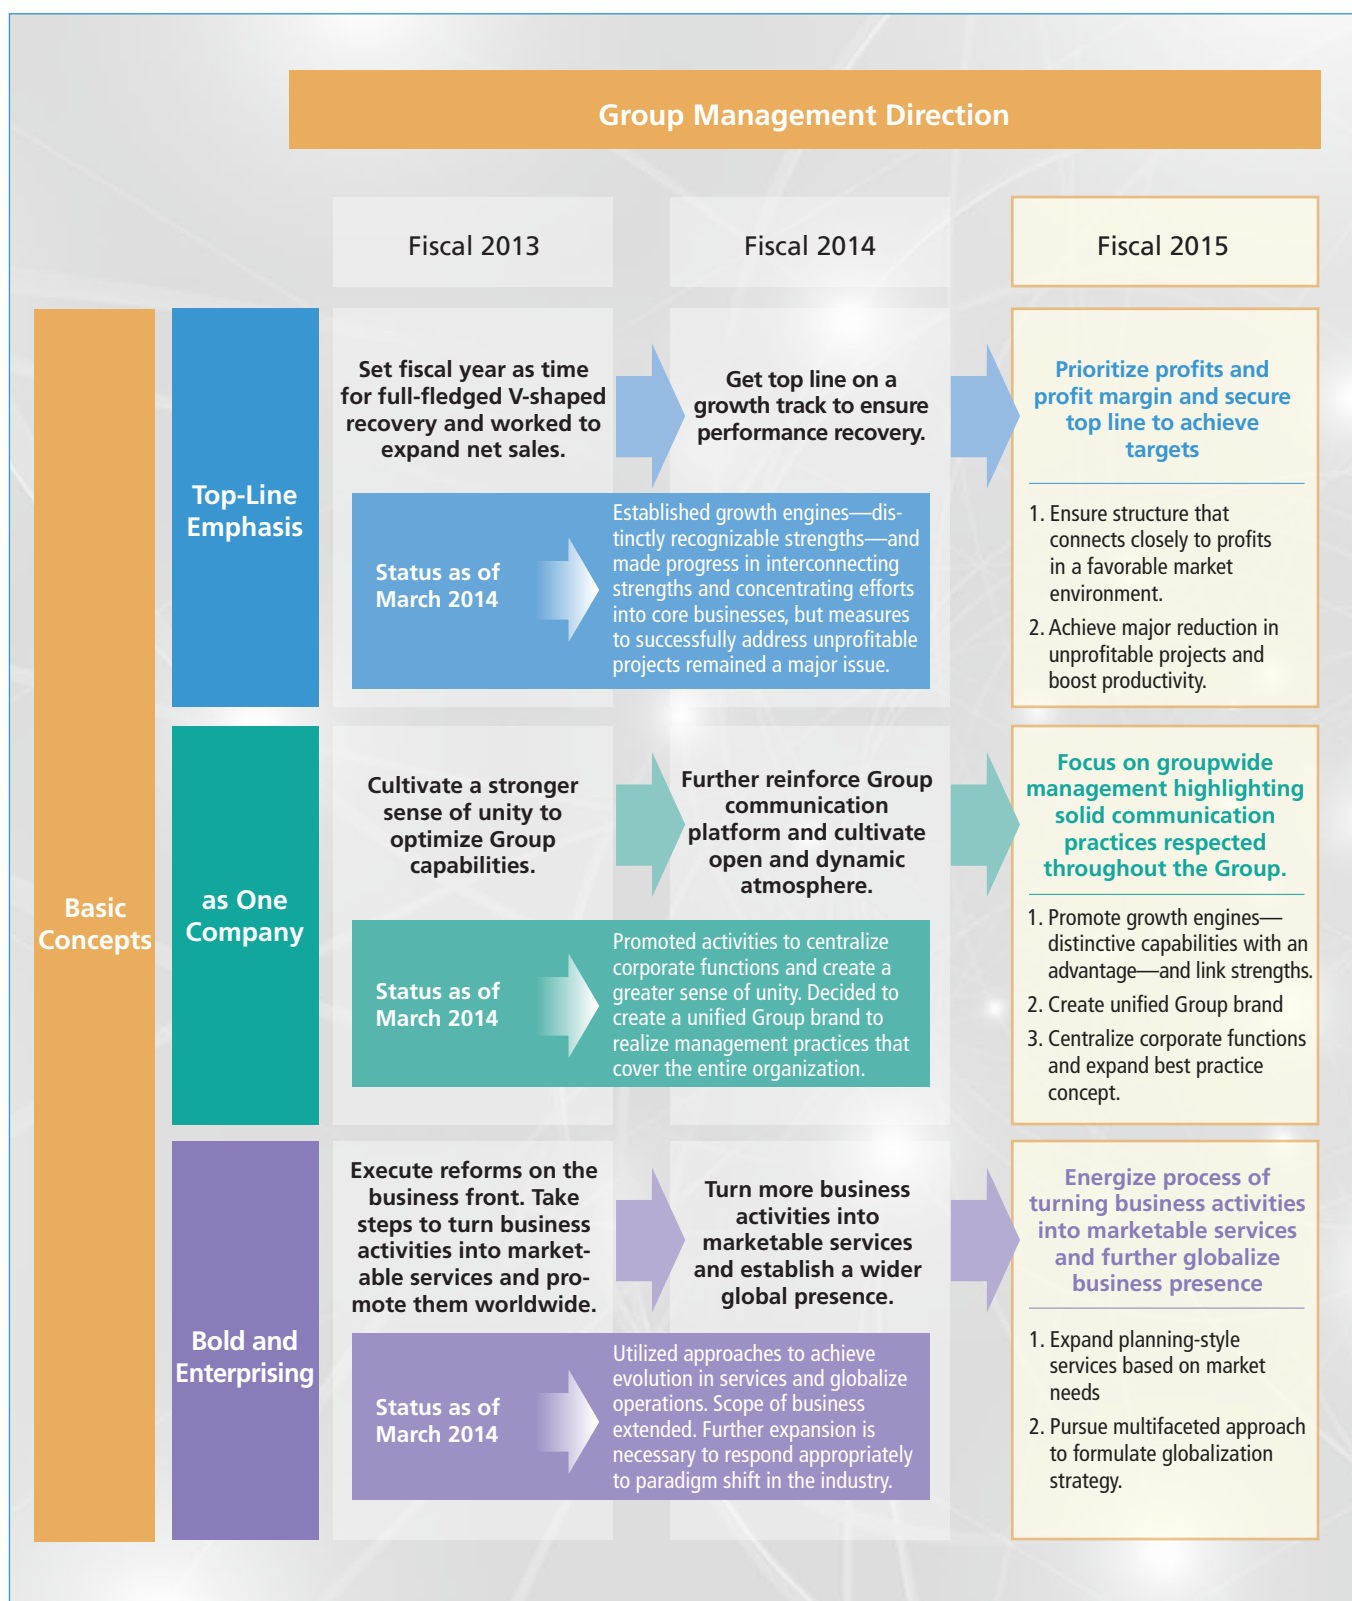 Group Management Direction
Fiscal 2013
Fiscal 2014
Fiscal 2015
Basic
Concepts
Top-Line
Emphasis
Set fiscal year as time
for full-fledged V-shaped
recovery and worked to
expand net sales.
Get top line on a
growth track to ensure
performance recovery.
Status as of
March 2014
Established growth engines—dis-
tinctly recognizable strengths—and
made progress in interconnecting
strengths and concentrating efforts
into core businesses, but measures
to successfully address unprofitable
projects remained a major issue.
Prioritize profits and
profit margin and secure
top line to achieve
targets
1. Ensure structure that
connects closely to profits
in a favorable market
environment.
2. Achieve major reduction in
unprofitable projects and
boost productivity.
as One
Company
Cultivate a stronger
sense of unity to
optimize Group
capabilities.
Further reinforce Group
communication
platform and cultivate
open and dynamic
atmosphere.
Status as of
March 2014
Promoted activities to centralize
corporate functions and create a
greater sense of unity. Decided to
create a unified Group brand to
realize management practices that
cover the entire organization.
Focus on groupwide
management highlighting
solid communication
practices respected
throughout the Group.
1. Promote growth engines—
distinctive capabilities with an
advantage—and link strengths.
2. Create unified Group brand
3. Centralize corporate functions
and expand best practice
concept.
Bold and
Enterprising
Execute reforms on the
business front. Take
steps to turn business
activities into market-
able services and pro-
mote them worldwide.
Turn more business
activities into
marketable services
and establish a wider
global presence.
Status as of
March 2014
Utilized approaches to achieve
evolution in services and globalize
operations. Scope of business
extended. Further expansion is
necessary to respond appropriately
to paradigm shift in the industry.
Energize process of
turning business activities
into marketable services
and further globalize
business presence
1. Expand planning-style
services based on market
needs
2. Pursue multifaceted approach
to formulate globalization
strategy.